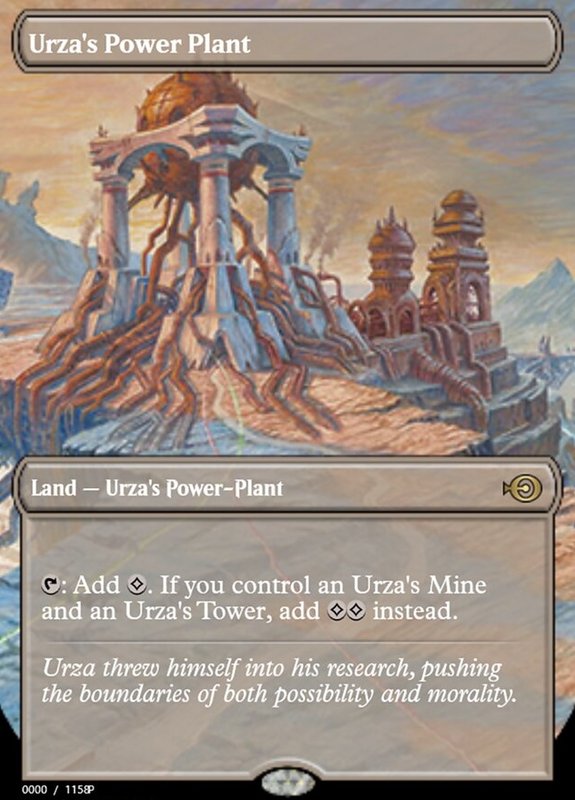 Urza's Power Plant
Land — Urza's Power-Plant
: Add . If you control an Urza's Mine
and an Urza's Tower, add instead.
Urza threw himself into his research, pushing
the boundaries of both possibility and morality.
0000 / 1158P